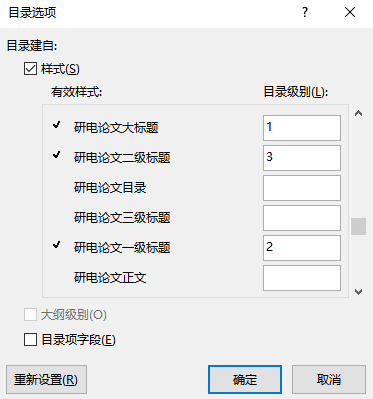 目录选项
目录建自:
样式(S)
有效样式: 目录级别(L):
研电论文大标题 1
研电论文二级标题 3
研电论文目录
研电论文三级标题
研电论文一级标题 2
研电论文正文
大纲级别(O)
目录项字段(E)
重新设置(R) 确定 取消